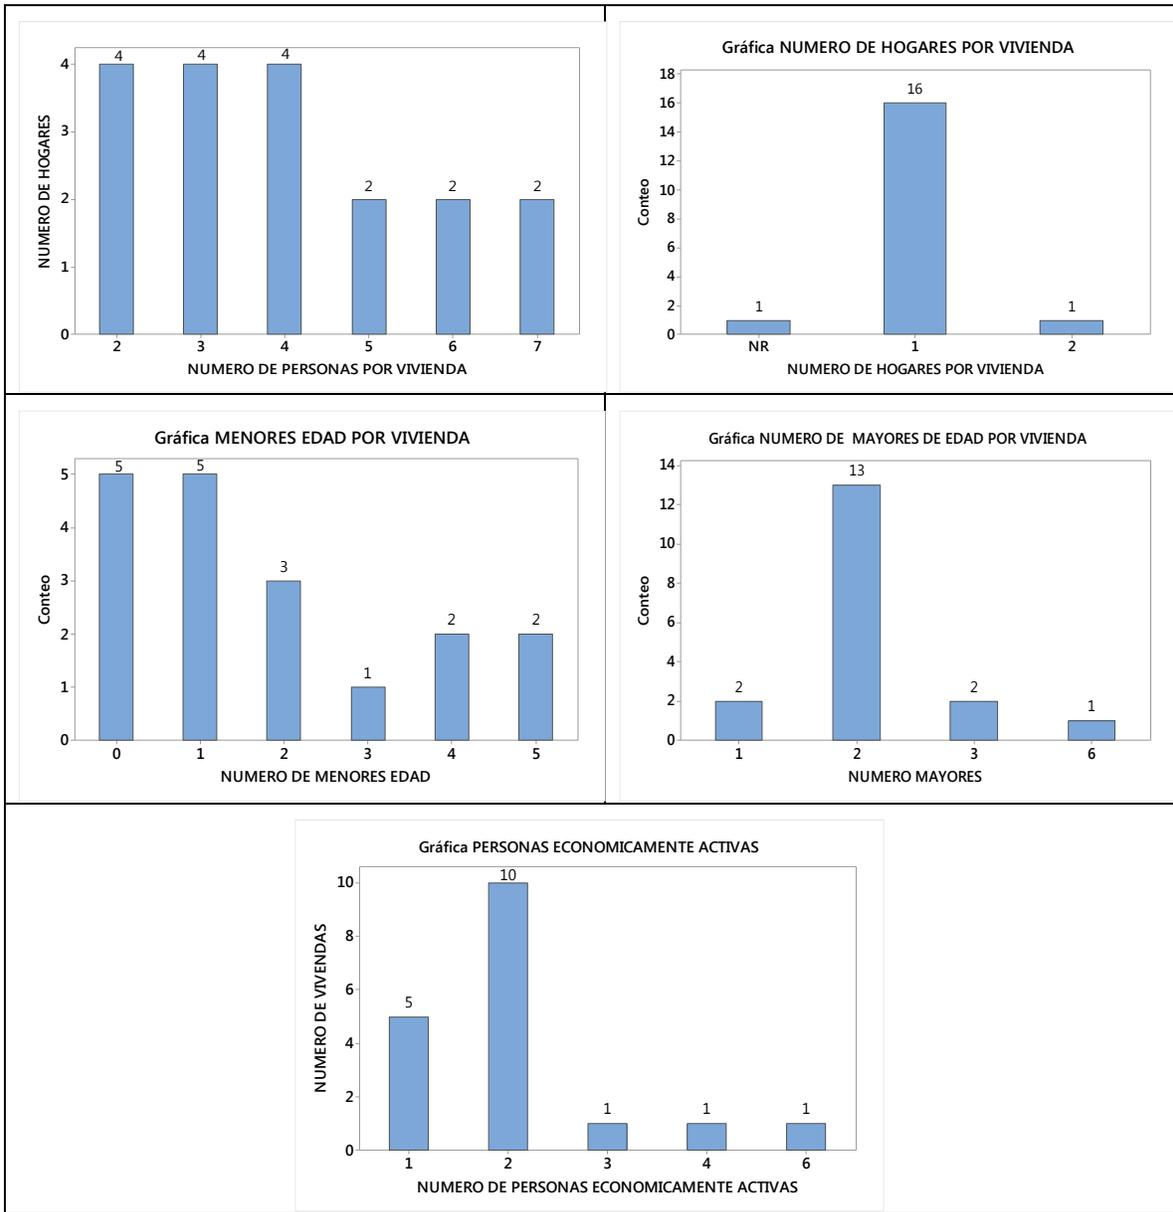 4 4 4
4
3
2 2 2
2
1
0
2 3 4 5 6 7
NUMERO DE HOGARES
NUMERO DE PERSONAS POR VIVIENDA
Gráfica NUMERO DE HOGARES POR VIVIENDA
18
16
16
14
12
10
8
6
4
2
1 1
0
NR 1 2
Conteo
NUMERO DE HOGARES POR VIVIENDA
Gráfica MENORES EDAD POR VIVIENDA
5 5
5
4
3
3
2 2
2
1
1
0
0 1 2 3 4 5
Conteo
NUMERO DE MENORES EDAD
Gráfica NUMERO DE MAYORES DE EDAD POR VIVIENDA
14
13
12
10
8
6
4
2 2
2
1
0
1 2 3 6
Conteo
NUMERO MAYORES
Gráfica PERSONAS ECONOMICAMENTE ACTIVAS
10
10
8
6
5
4
2
1 1 1
0
1 2 3 4 6
NUMERO DE VIVENDAS
NUMERO DE PERSONAS ECONOMICAMENTE ACTIVAS